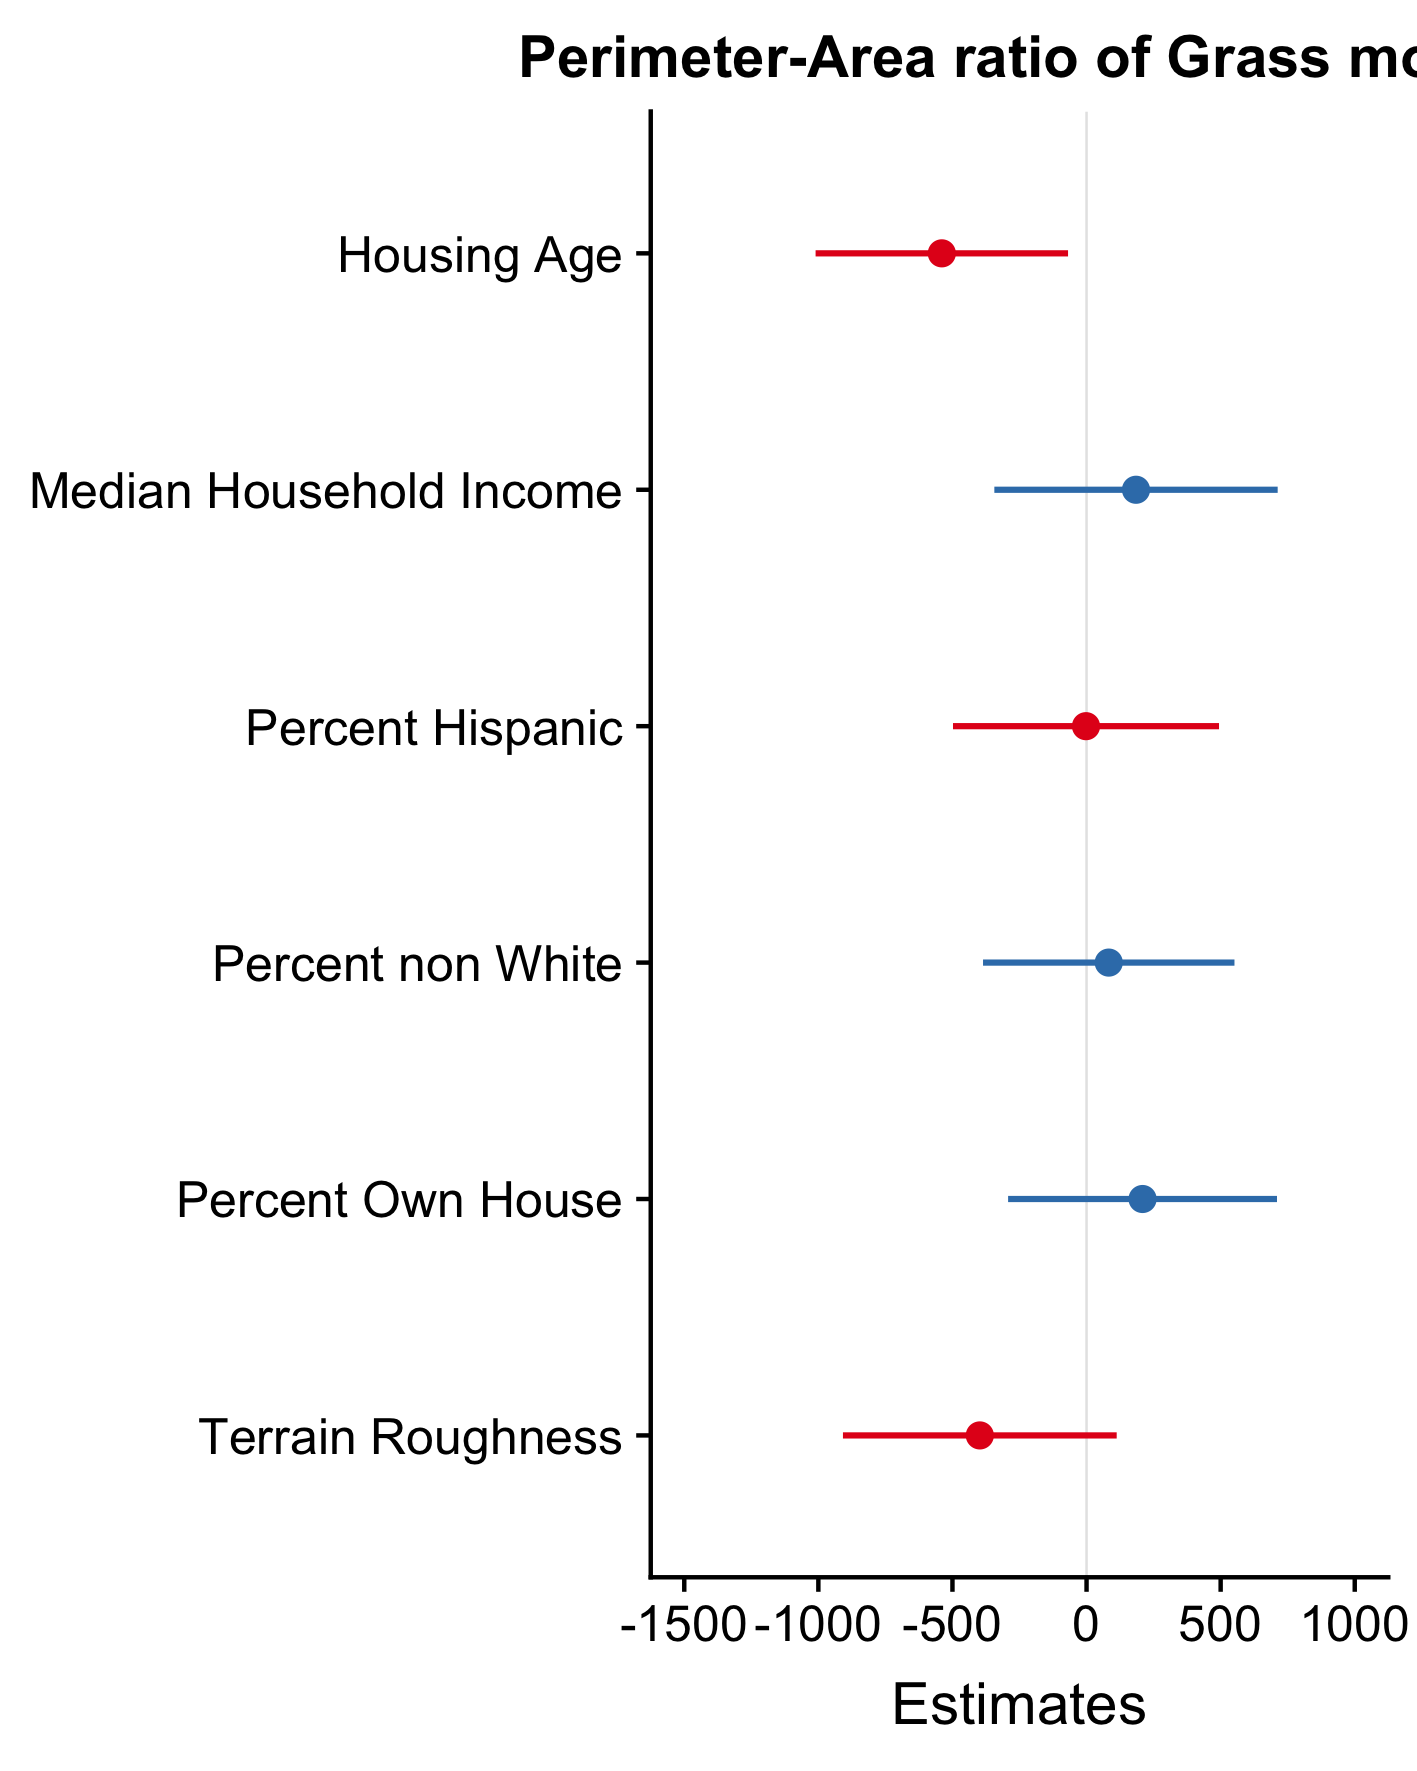 Perimeter-Area ratio of Grass
Housing Age
Median Household Income
Percent Hispanic
Percent non White
Percent Own House
Terrain Roughness
-1500 -1000 -500 0 500 1000
Estimates